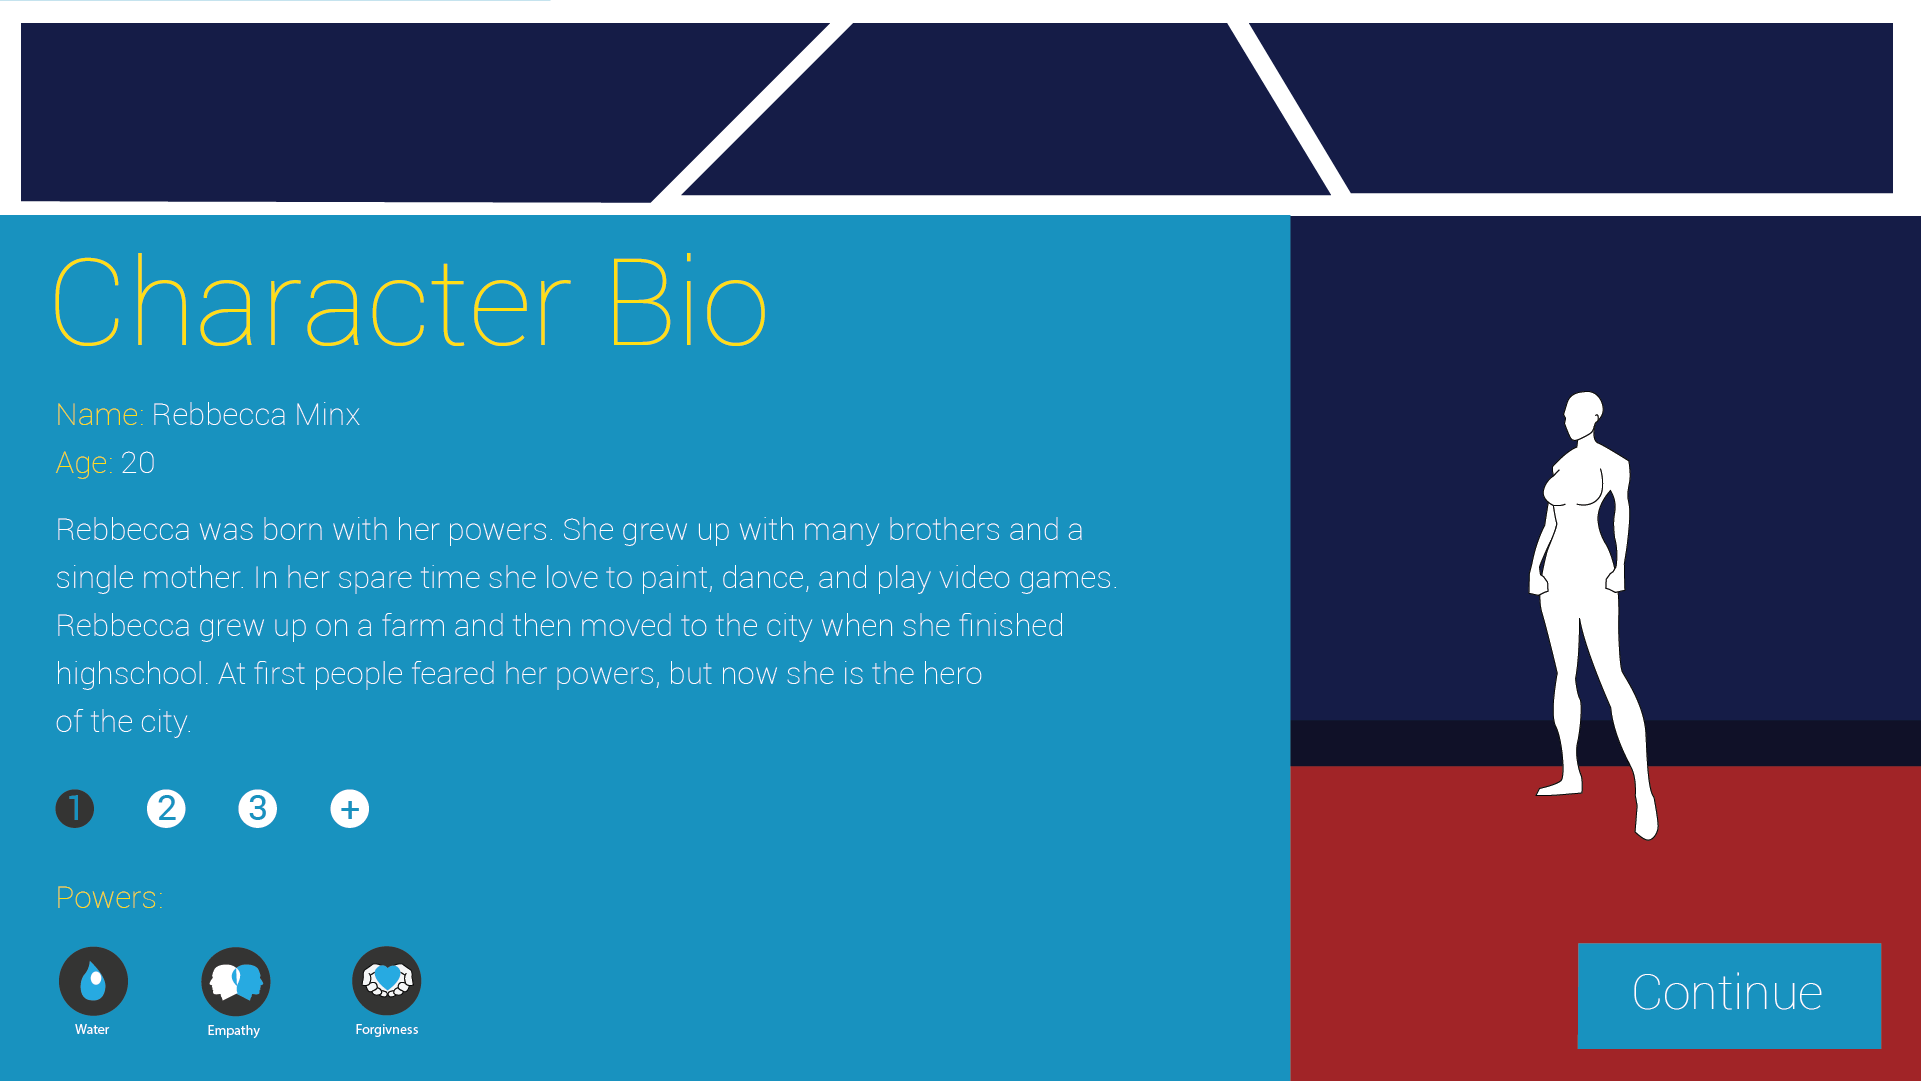 Character Bio
Name: Rebbecca Minx
Age: 20
Rebbecca was born with her powers. She grew up with many brothers and a
single mother. In her spare time she love to paint, dance, and play video games.
Rebbecca grew up on a farm and then moved to the city when she finished
highschool. At first people feared her powers, but now she is the hero
of the city.
1 2 3 +
Powers:
Water Empathy Forgivness
Continue